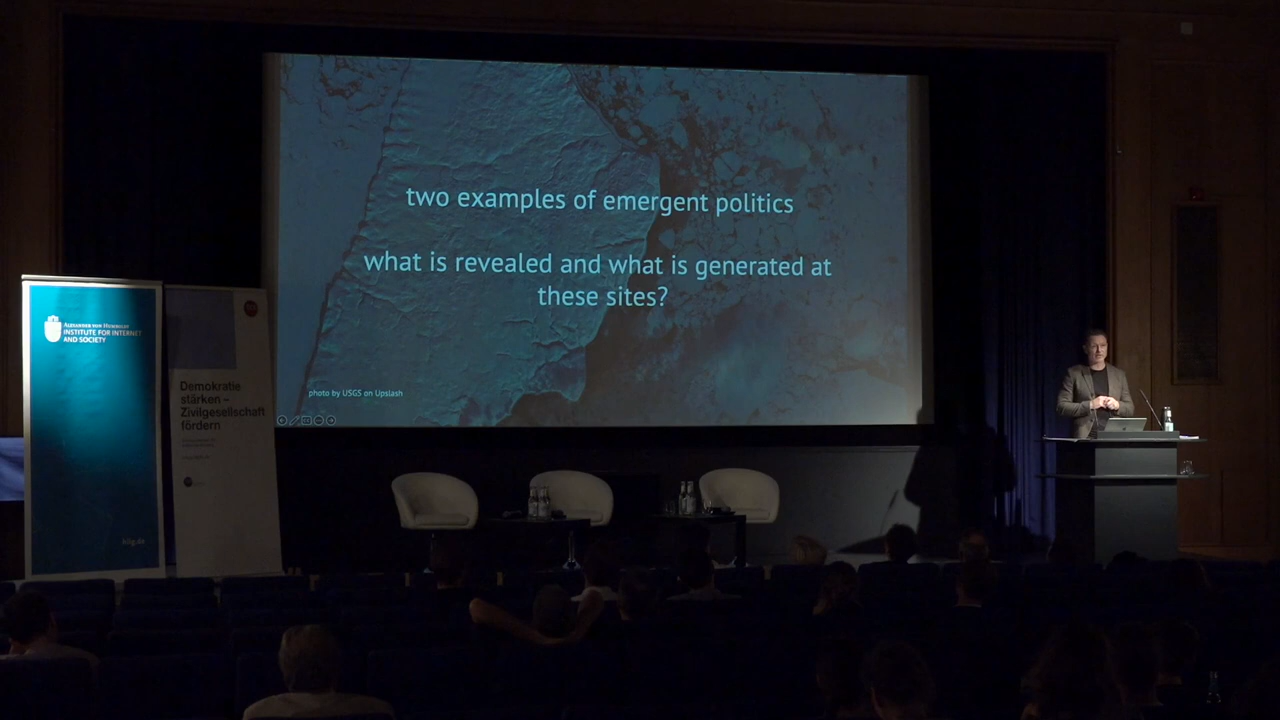 two examples of emergent politics
what is revealed and what is generated at
these sites?
photo by USGS on Upslash
ALEXANDER VON HUMBOLDT
INSTITUTE FOR INTERNET
AND SOCIETY
hiig.de
Demokratie
stärken –
Zivilgesellschaft
fördern